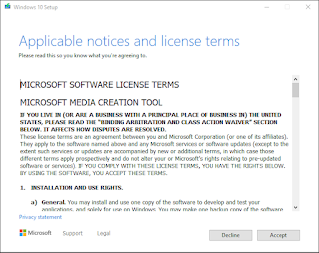 Windows 10 Setup
Applicable notices and license terms
Please read this so you know what you're agreeing to.
MICROSOFT SOFTWARE LICENSE TERMS
MICROSOFT MEDIA CREATION TOOL
IF YOU LIVE IN (OR ARE A BUSINESS WITH A PRINCIPAL PLACE OF BUSINESS IN) THE UNITED
STATES, PLEASE READ THE "BINDING ARBITRATION AND CLASS ACTION WAIVER" SECTION
BELOW. IT AFFECTS HOW DISPUTES ARE RESOLVED.
These license terms are an agreement between you and Microsoft Corporation (or one of its affiliates).
They apply to the software named above and any Microsoft services or software updates (except to the
extent such services or updates are accompanied by new or additional terms, in which case those
different terms apply prospectively and do not alter your or Microsoft's rights relating to pre-updated
software or services). IF YOU COMPLY WITH THESE LICENSE TERMS, YOU HAVE THE RIGHTS BELOW.
BY USING THE SOFTWARE, YOU ACCEPT THESE TERMS.
1. INSTALLATION AND USE RIGHTS.
a) General. You may install and use one copy of the software to develop and test your
applications, and solely for use on Windows. You may make one backup copy of the software
Privacy statement
Microsoft Support Legal Decline Accept